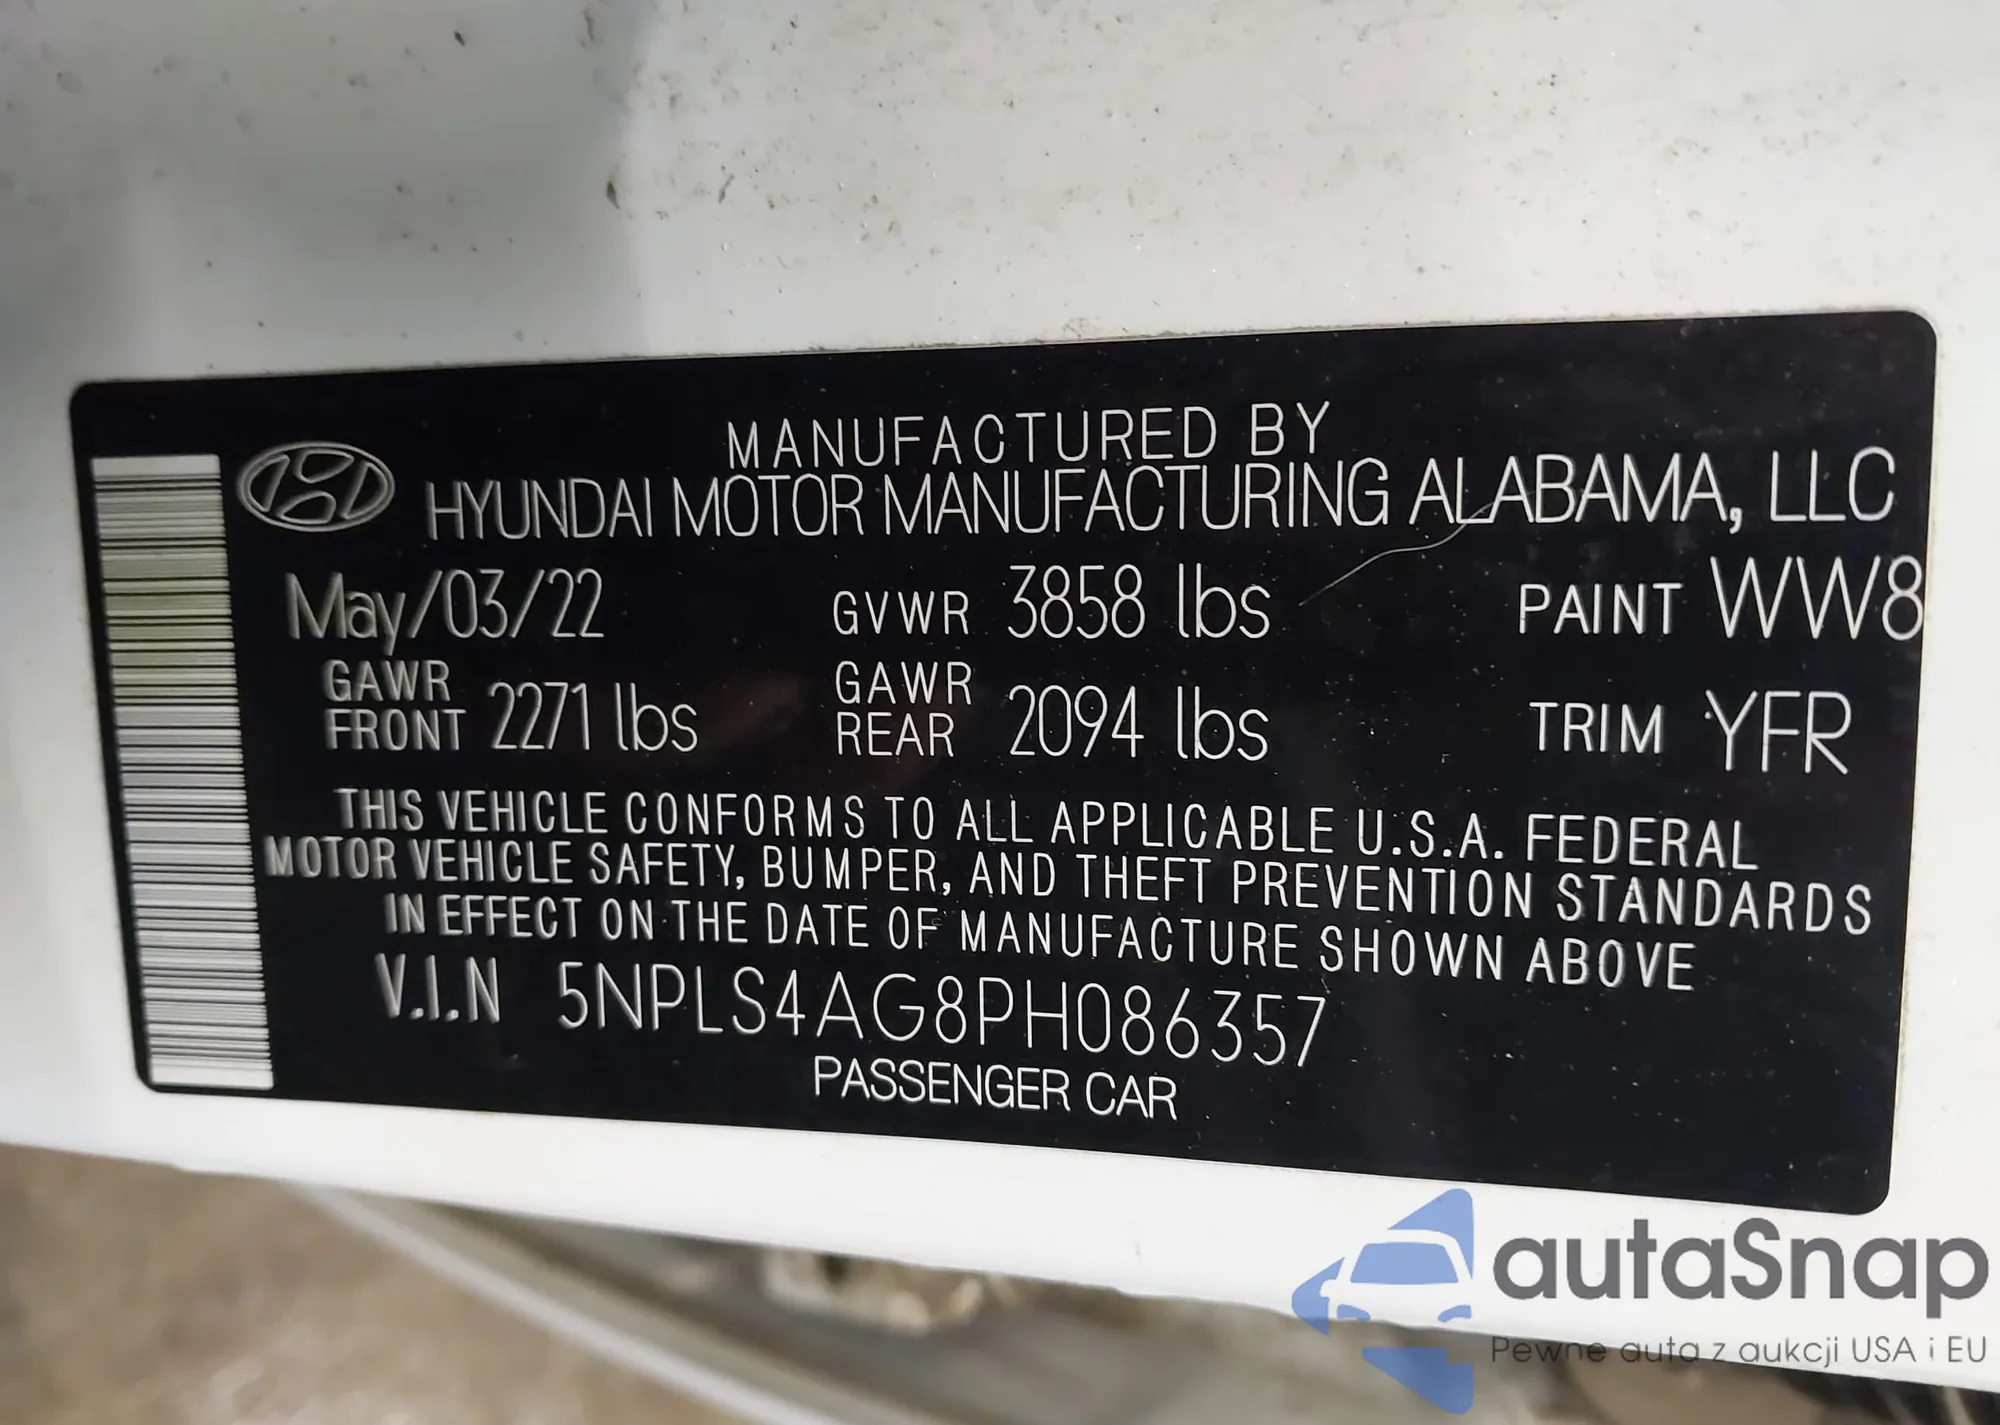 MANUFACTURED BY
HYUNDAI MOTOR MANUFACTURING ALABAMA, LLC
May/03/22 GVWR 3858 lbs PAINT WW8
GAWR FRONT 2271 lbs GAWR REAR 2094 lbs TRIM YFR
THIS VEHICLE CONFORMS TO ALL APPLICABLE U.S.A. FEDERAL
MOTOR VEHICLE SAFETY, BUMPER, AND THEFT PREVENTION STANDARDS
IN EFFECT ON THE DATE OF MANUFACTURE SHOWN ABOVE
V.I.N 5NPLS4AG8PH086357
PASSENGER CAR
autaSnap
Pewne auta z aukcji USA i EU